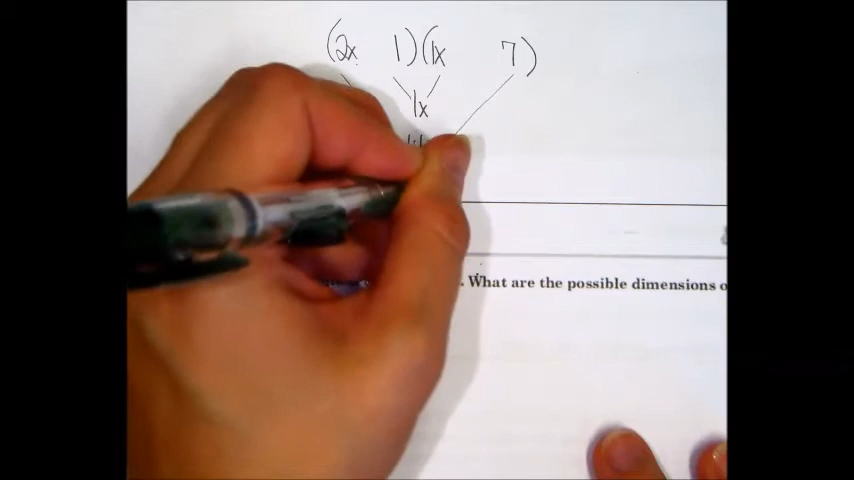 (2x 1)(1x 7)
1x
. What are the possible dimensions o